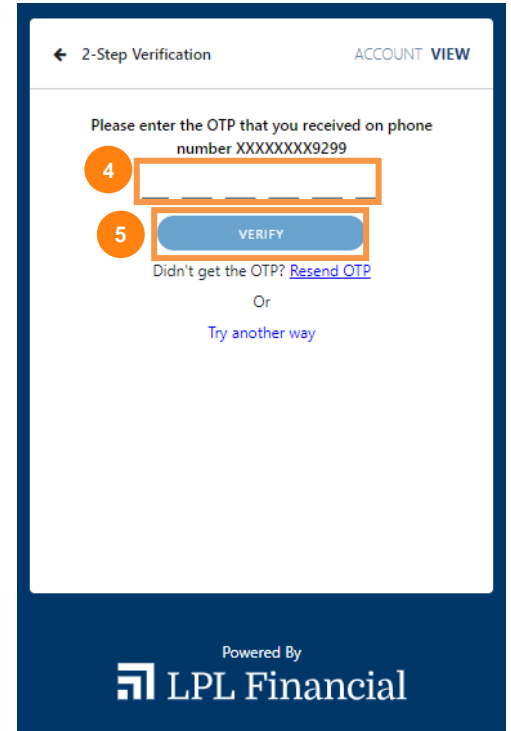 2-Step Verification ACCOUNT VIEW
Please enter the OTP that you received on phone
number XXXXXXXX9299
4
5 VERIFY
Didn't get the OTP? Resend OTP
Or
Try another way
Powered By
LPL Financial